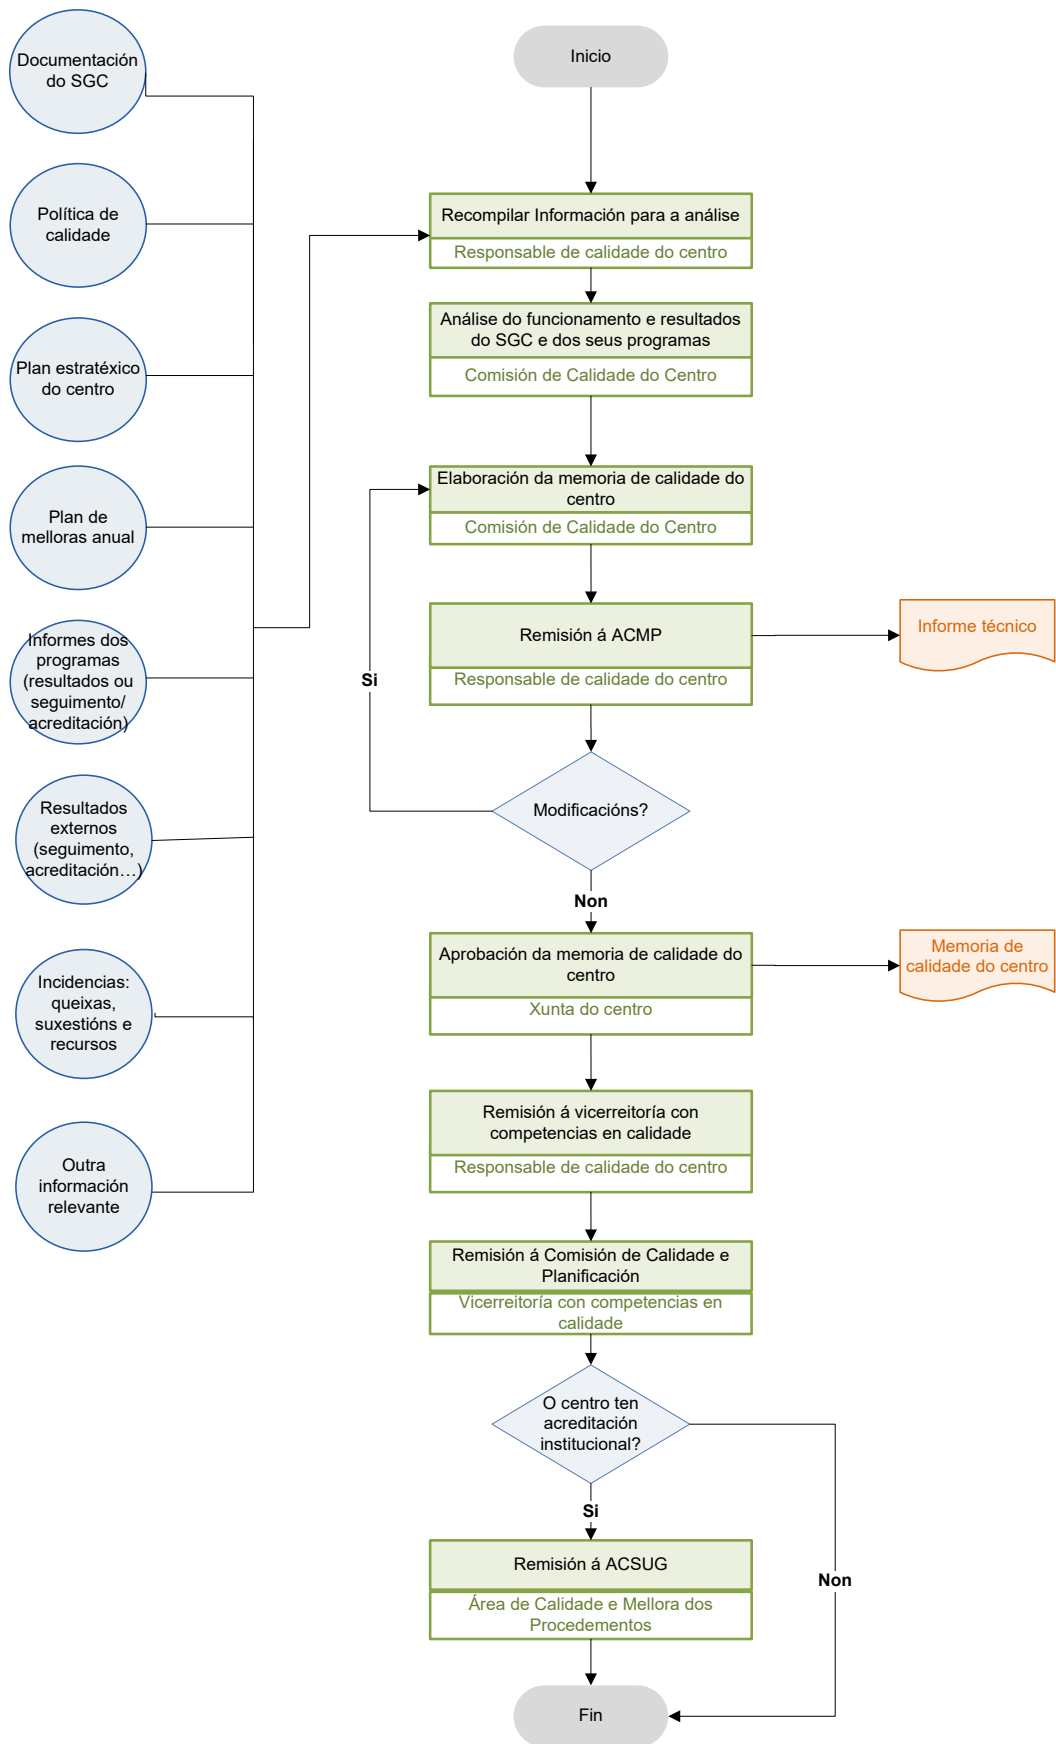 Documentación
do SGC
Política de
calidade
Plan estratéxico
do centro
Plan de
melloras anual
Informes dos
programas
(resultados ou
seguimento/
acreditación)
Resultados
externos
(seguimento,
acreditación…)
Incidencias:
queixas,
suxestións e
recursos
Outra
información
relevante
Inicio
Recompilar Información para a análise
Responsable de calidade do centro
Análise do funcionamento e resultados
do SGC e dos seus programas
Comisión de Calidade do Centro
Elaboración da memoria de calidade do
centro
Comisión de Calidade do Centro
Remisión á ACMP
Responsable de calidade do centro
Informe técnico
Si
Modificacións?
Non
Aprobación da memoria de calidade do
centro
Xunta do centro
Memoria de
calidade do centro
Remisión á vicerreitoría con
competencias en calidade
Responsable de calidade do centro
Remisión á Comisión de Calidade e
Planificación
Vicerreitoría con competencias en
calidade
O centro ten
acreditación
institucional?
Si
Non
Remisión á ACSUG
Área de Calidade e Mellora dos
Procedementos
Fin